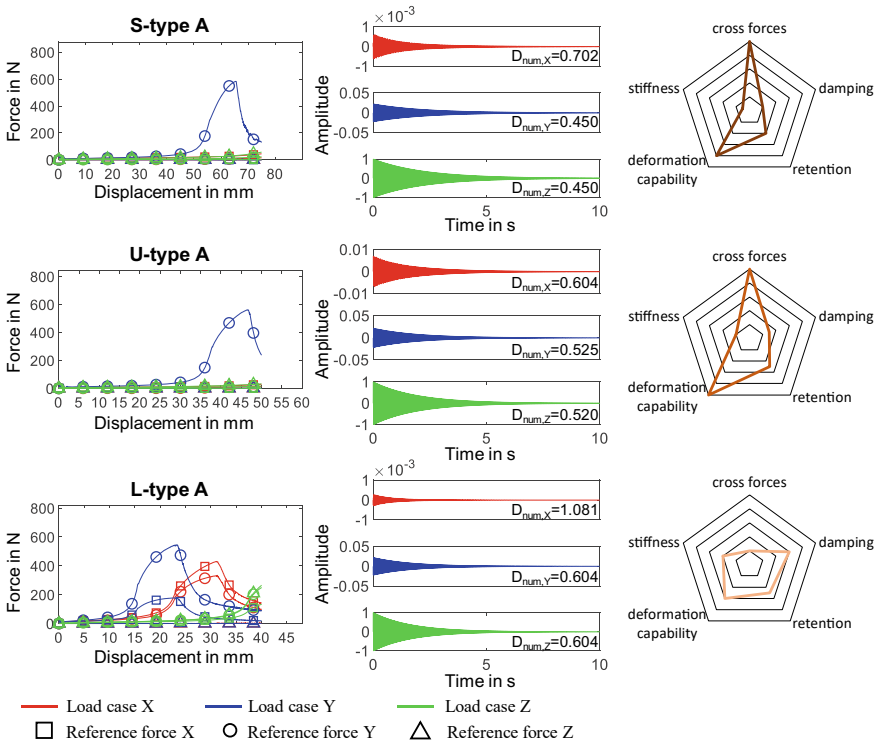 S-type A
800
600
400
200
0
Force in N
0 10 20 30 40 50 60 70 80
Displacement in mm
× 10⁻³
1
-1
D_num,X=0.702
0.05
-0.05
D_num,Y=0.450
1
0
-1
D_num,Z=0.450
Amplitude
0 5 10
Time in s
cross forces
stiffness
damping
deformation
capability
retention
U-type A
800
600
400
200
0
Force in N
0 5 10 15 20 25 30 35 40 45 50 55 60
Displacement in mm
0.01
-0.01
D_num,X=0.604
0.05
-0.05
D_num,Y=0.525
1
0
-1
D_num,Z=0.520
Amplitude
0 5 10
Time in s
cross forces
stiffness
damping
deformation
capability
retention
L-type A
800
600
400
200
0
Force in N
0 5 10 15 20 25 30 35 40 45
Displacement in mm
× 10⁻³
1
-1
D_num,X=1.081
0.05
-0.05
D_num,Y=0.604
1
0
-1
D_num,Z=0.604
Amplitude
0 5 10
Time in s
cross forces
stiffness
damping
deformation
capability
retention
Load case X Load case Y Load case Z
Reference force X Reference force Y Reference force Z